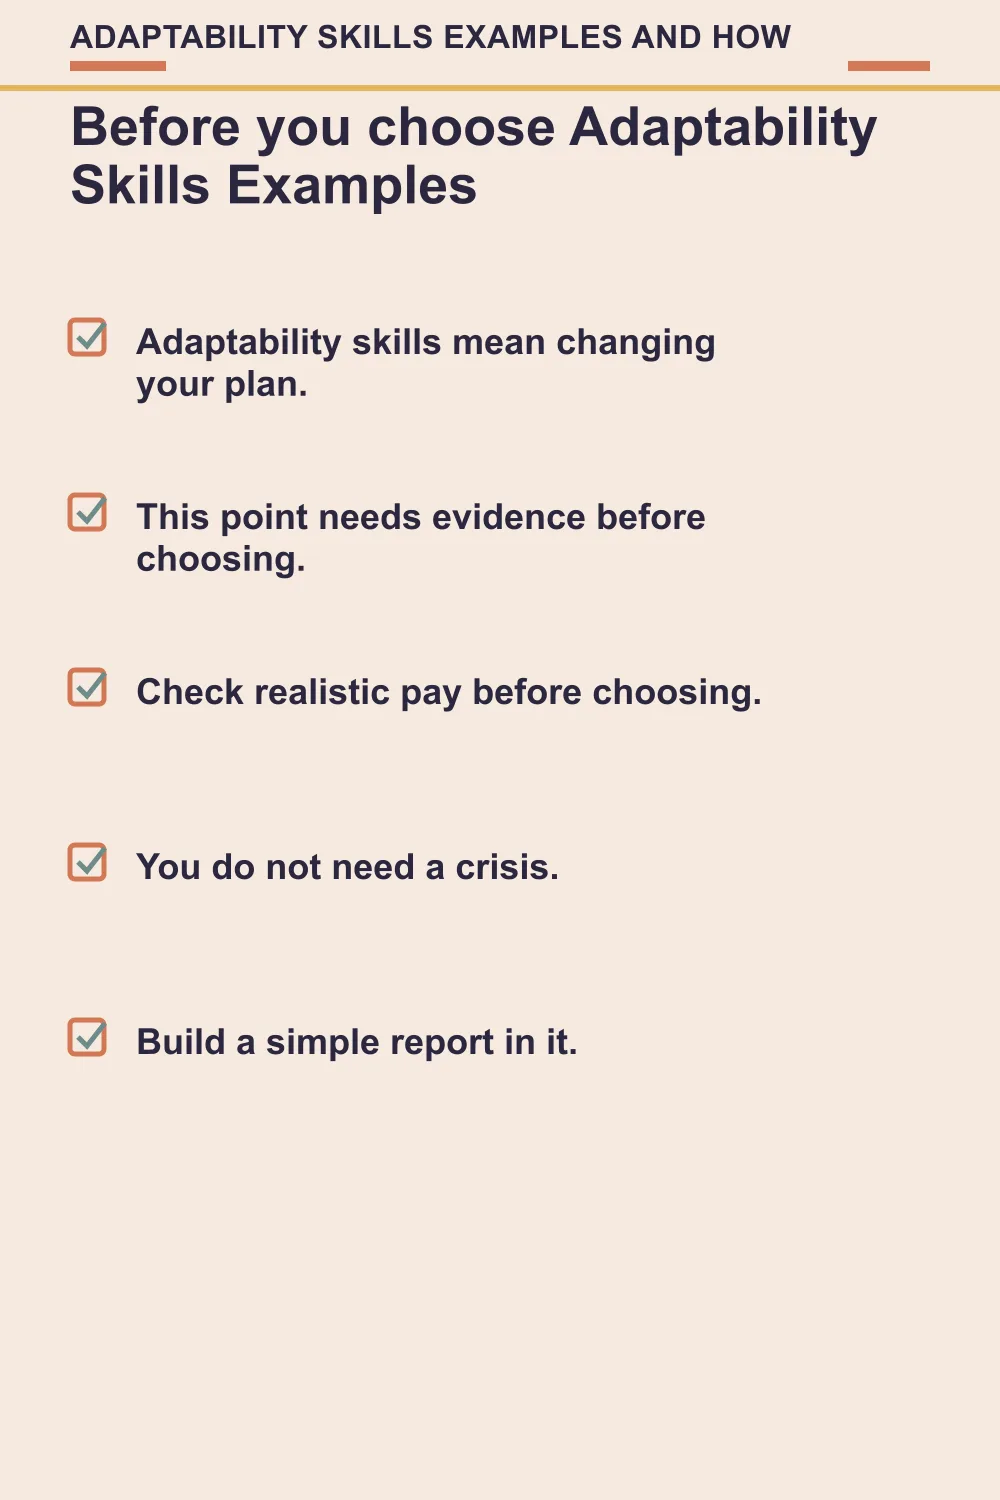 ADAPTABILITY SKILLS EXAMPLES AND HOW
Before you choose Adaptability
Skills Examples
Adaptability skills mean changing
your plan.
This point needs evidence before
choosing.
Check realistic pay before choosing.
You do not need a crisis.
Build a simple report in it.